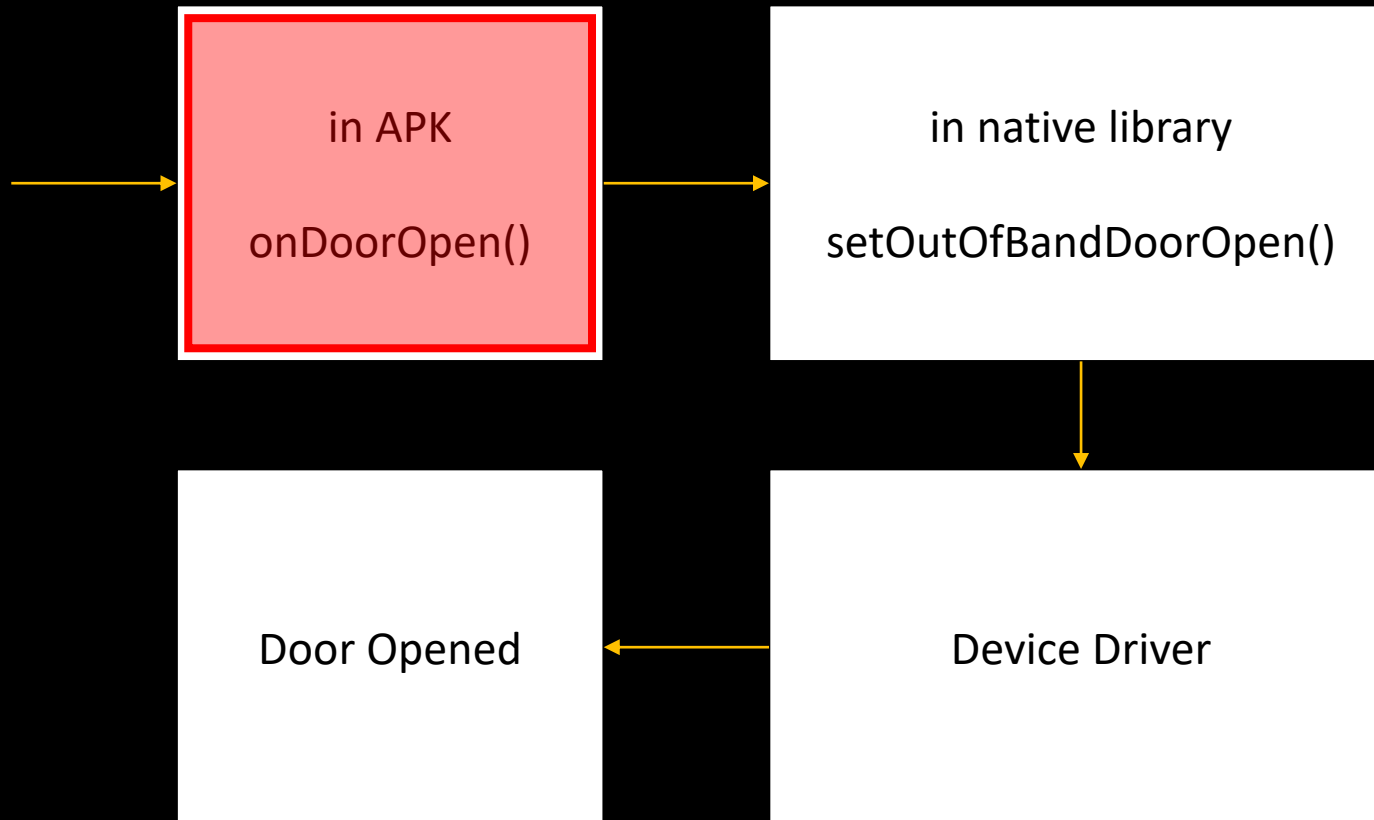 in APK
onDoorOpen()
in native library
setOutOfBandDoorOpen()
Door Opened
Device Driver